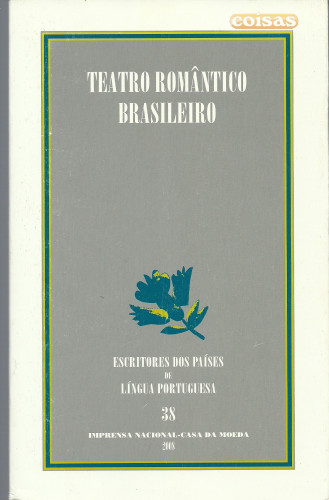 coisas
TEATRO ROMÂNTICO
BRASILEIRO
ESCRITORES DOS PAÍSES
DE
LÍNGUA PORTUGUESA
38
IMPRENSA NACIONAL-CASA DA MOEDA
2008